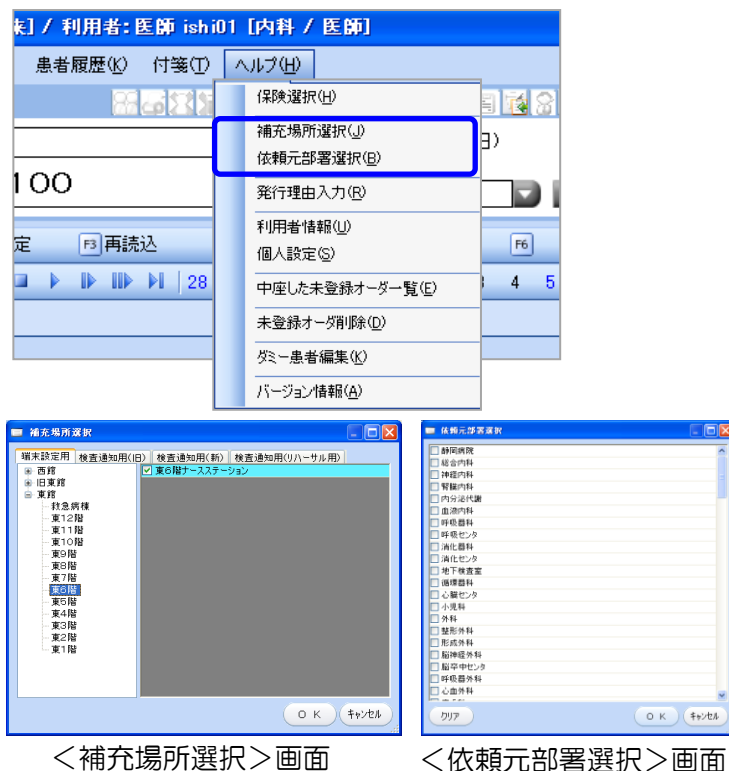 来] / 利用者: 医師 ishi01 [内科 / 医師]
患者履歴(K) 付箋(T) ヘルプ(H)
保険選択(H)
補充場所選択(J)
依頼元部署選択(B)
100
発行理由入力(R)
利用者情報(U)
定 F3 再読込 F6
個人設定(S)
28 中座した未登録オーダ一覧(E) 4 5
未登録オーダ削除(D)
ダミー患者編集(K)
バージョン情報(A)
補充場所選択
端末設定用 検査通知用(旧) 検査通知用(新) 検査通知用(リハーサル用)
西館
東6階ナースステーション
旧東館
東館
救急病棟
東12階
東11階
東10階
東9階
東8階
東7階
東6階
東5階
東4階
東3階
東2階
東1階
OK キャンセル
依頼元部署選択
静岡病院
総合内科
神経内科
腎臓内科
内分泌代謝
血液内科
呼吸器科
呼吸センタ
消化器科
消化センタ
地下検査室
循環器科
心臓センタ
小児科
外科
整形外科
形成外科
脳神経外科
脳卒中センタ
呼吸器外科
心血外科
クリア OK キャンセル
＜補充場所選択＞画面
＜依頼元部署選択＞画面